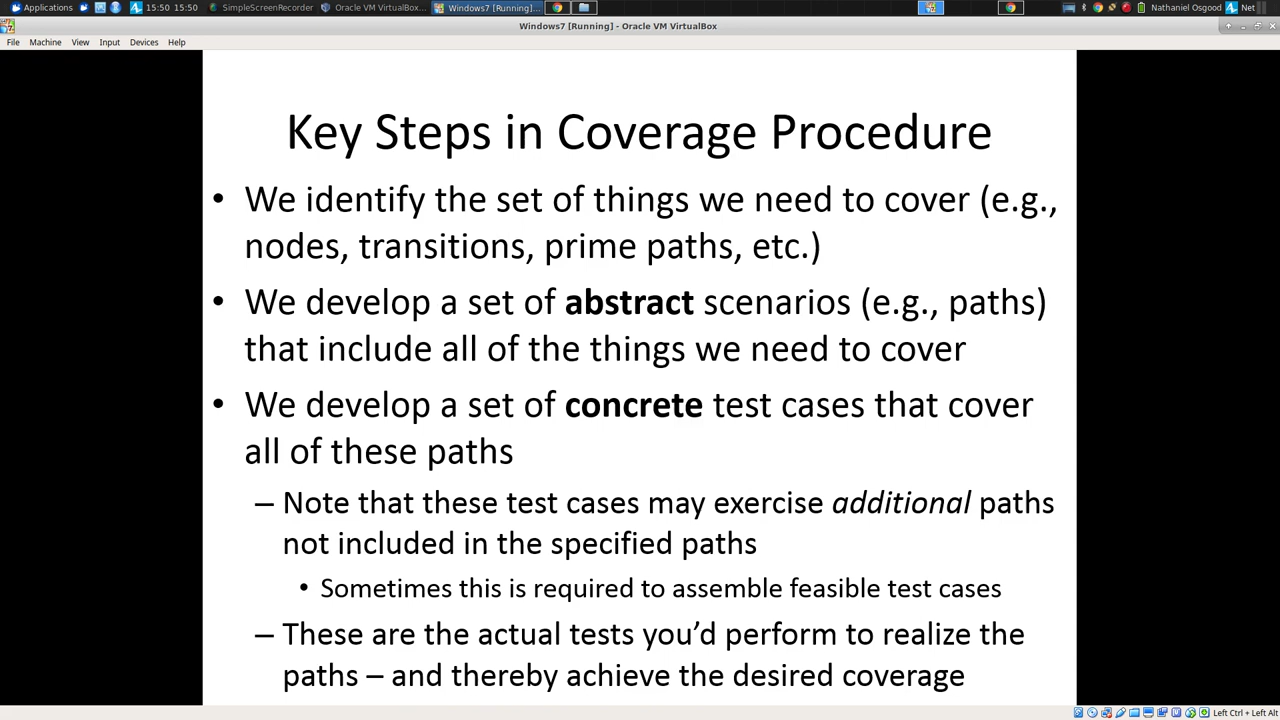 Applications 15:50 15:50 SimpleScreenRecorder Oracle VM VirtualBox... Windows7 [Running]... Nathaniel Osgood Net
Windows7 [Running] - Oracle VM VirtualBox
File Machine View Input Devices Help
Key Steps in Coverage Procedure
• We identify the set of things we need to cover (e.g.,
nodes, transitions, prime paths, etc.)
• We develop a set of abstract scenarios (e.g., paths)
that include all of the things we need to cover
• We develop a set of concrete test cases that cover
all of these paths
– Note that these test cases may exercise additional paths
not included in the specified paths
• Sometimes this is required to assemble feasible test cases
– These are the actual tests you’d perform to realize the
paths – and thereby achieve the desired coverage
Left Ctrl + Left Alt